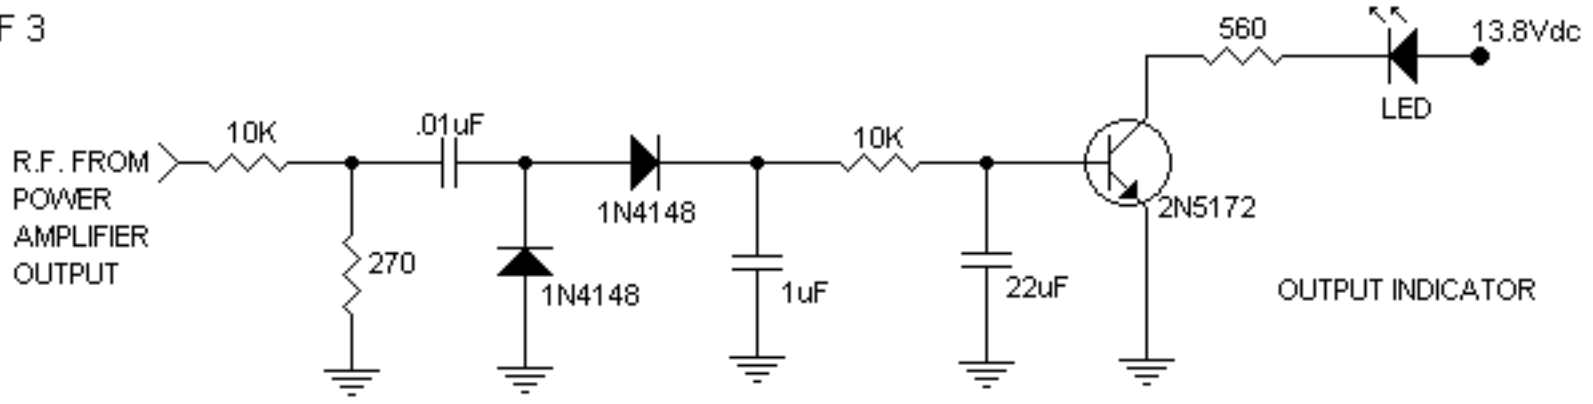 F 3
560
13.8Vdc
LED
10K
.01uF
10K
R.F. FROM
POWER
AMPLIFIER
OUTPUT
1N4148
2N5172
270
1N4148
1uF
22uF
OUTPUT INDICATOR